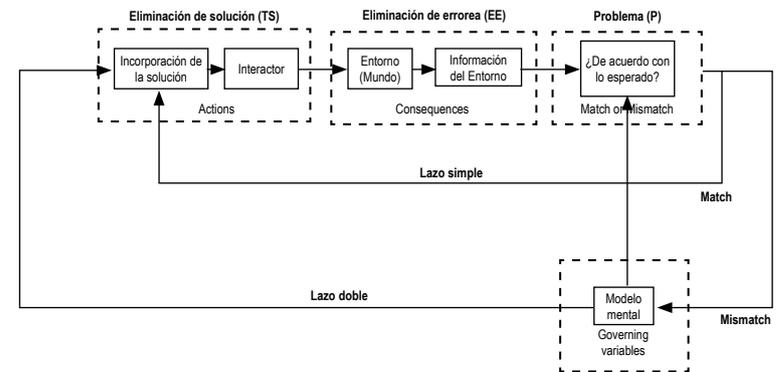 Eliminación de solución (TS)
Eliminación de errorea (EE)
Problema (P)
Incorporación de
la solución
Interactor
Actions
Entorno
(Mundo)
Información
del Entorno
Consequences
¿De acuerdo con
lo esperado?
Match or Mismatch
Lazo simple
Match
Lazo doble
Modelo
mental
Governing
variables
Mismatch